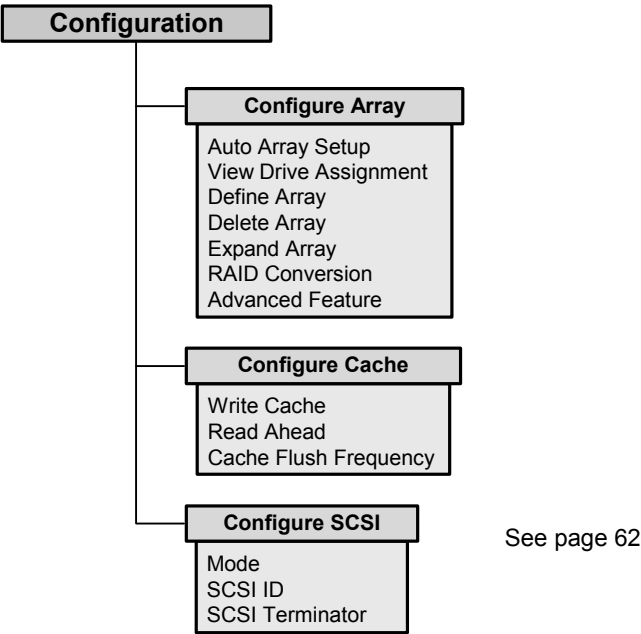 Configuration
Configure Array
Auto Array Setup
View Drive Assignment
Define Array
Delete Array
Expand Array
RAID Conversion
Advanced Feature
Configure Cache
Write Cache
Read Ahead
Cache Flush Frequency
Configure SCSI
See page 62
Mode
SCSI ID
SCSI Terminator